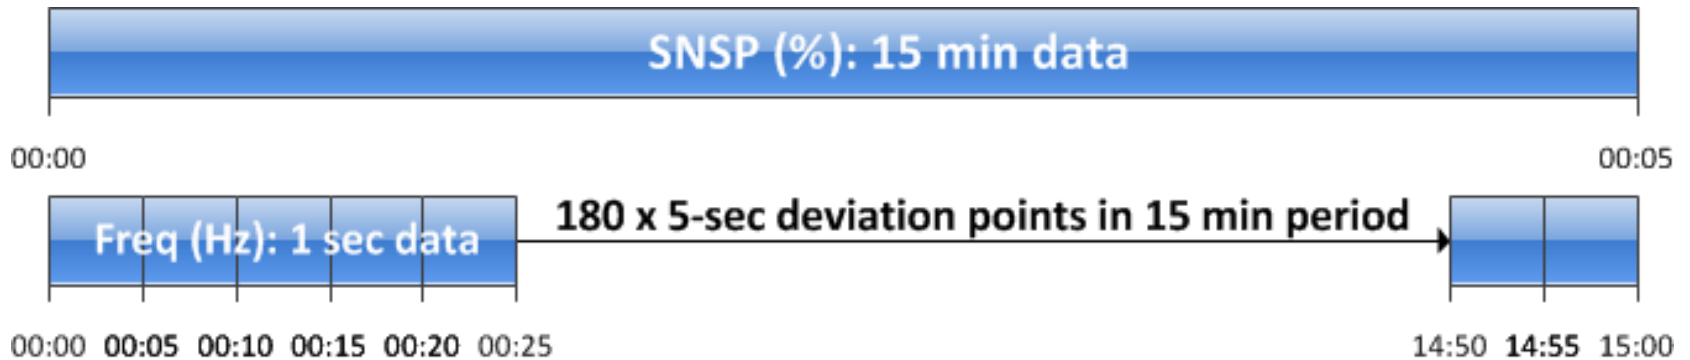 SNSP (%): 15 min data
00:00 00:05
Freq (Hz): 1 sec data 180 x 5-sec deviation points in 15 min period
00:00 00:05 00:10 00:15 00:20 00:25 14:50 14:55 15:00